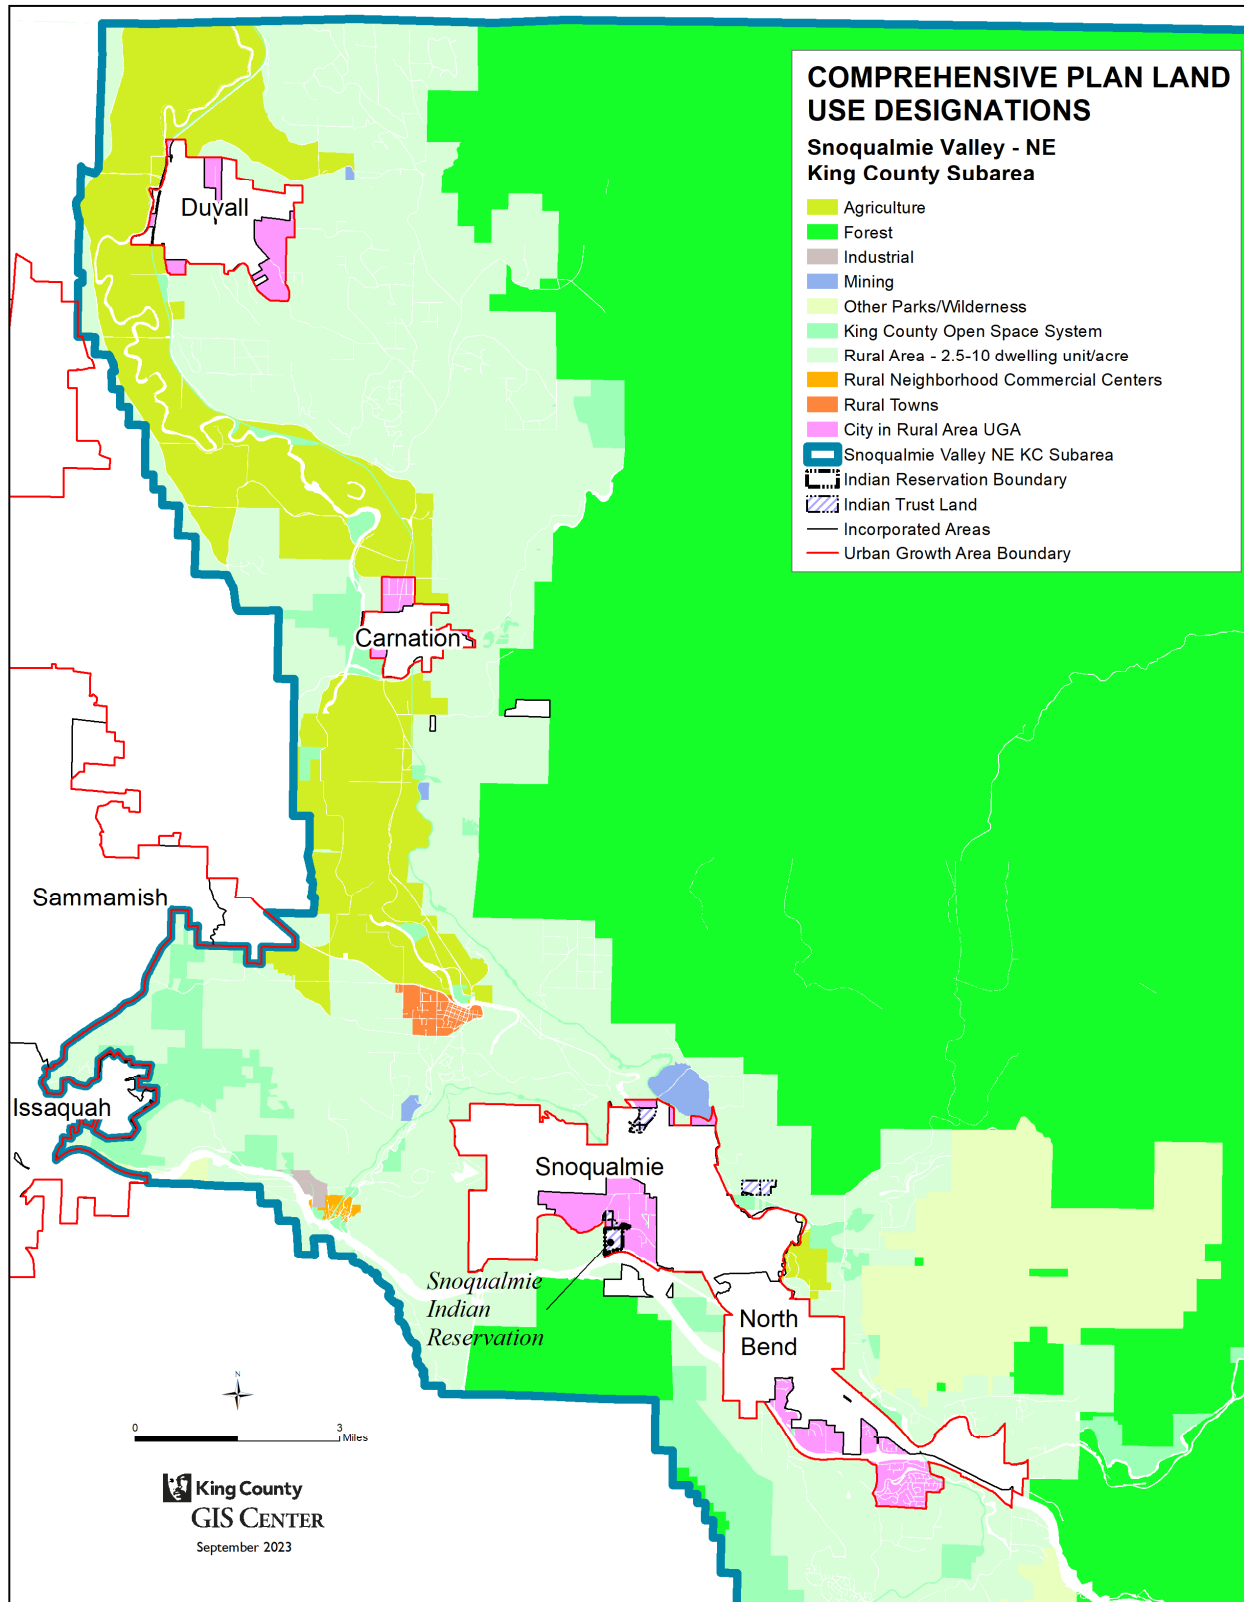 COMPREHENSIVE PLAN LAND
USE DESIGNATIONS
Snoqualmie Valley - NE
King County Subarea
Agriculture
Forest
Industrial
Mining
Other Parks/Wilderness
King County Open Space System
Rural Area - 2.5-10 dwelling unit/acre
Rural Neighborhood Commercial Centers
Rural Towns
City in Rural Area UGA
Snoqualmie Valley NE KC Subarea
Indian Reservation Boundary
Indian Trust Land
Incorporated Areas
Urban Growth Area Boundary
Duvall
Carnation
Sammamish
Issaquah
Snoqualmie
Snoqualmie
Indian
Reservation
North
Bend
N
0 3
Miles
King County
GIS CENTER
September 2023